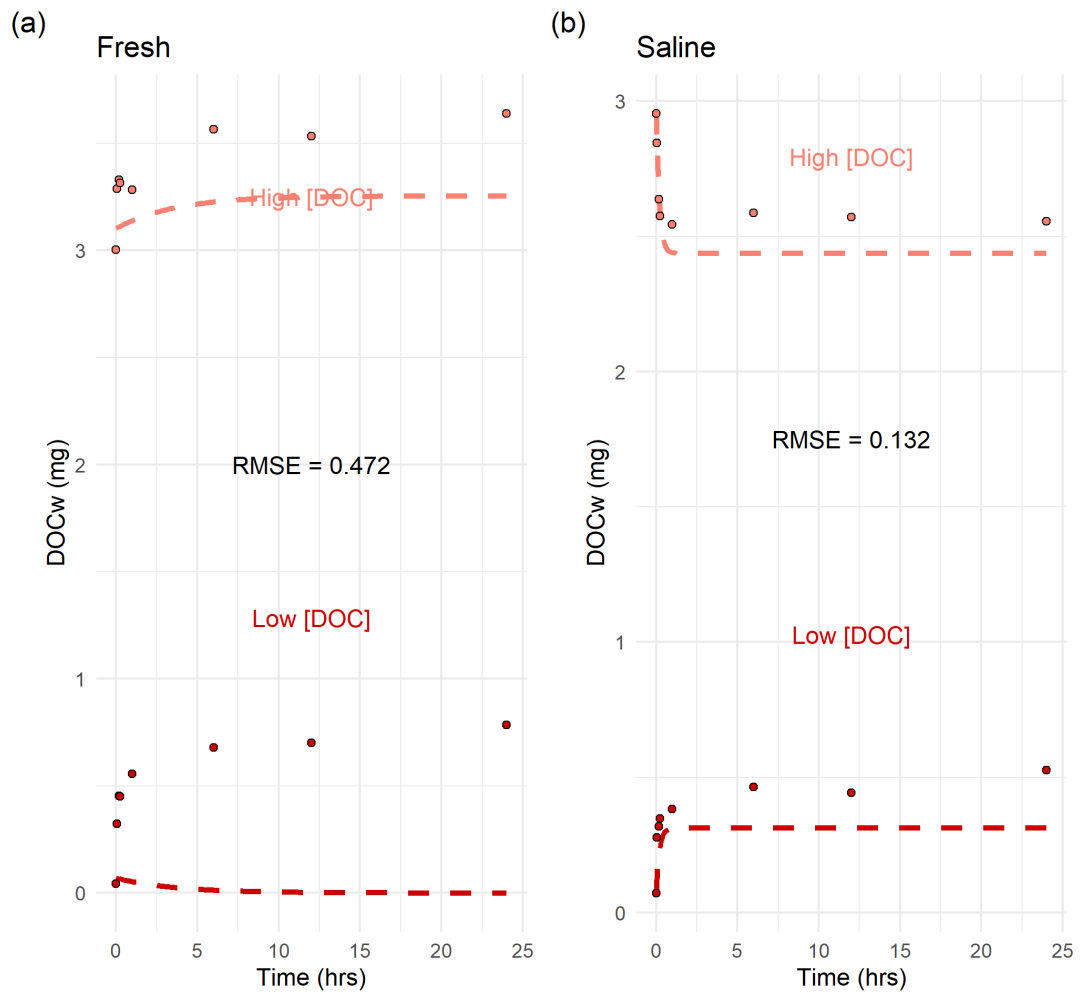 (a)
Fresh
High [DOC]
RMSE = 0.472
Low [DOC]
DOCw (mg)
3
2
1
0
0 5 10 15 20 25
Time (hrs)
(b)
Saline
High [DOC]
RMSE = 0.132
Low [DOC]
DOCw (mg)
3
2
1
0
0 5 10 15 20 25
Time (hrs)